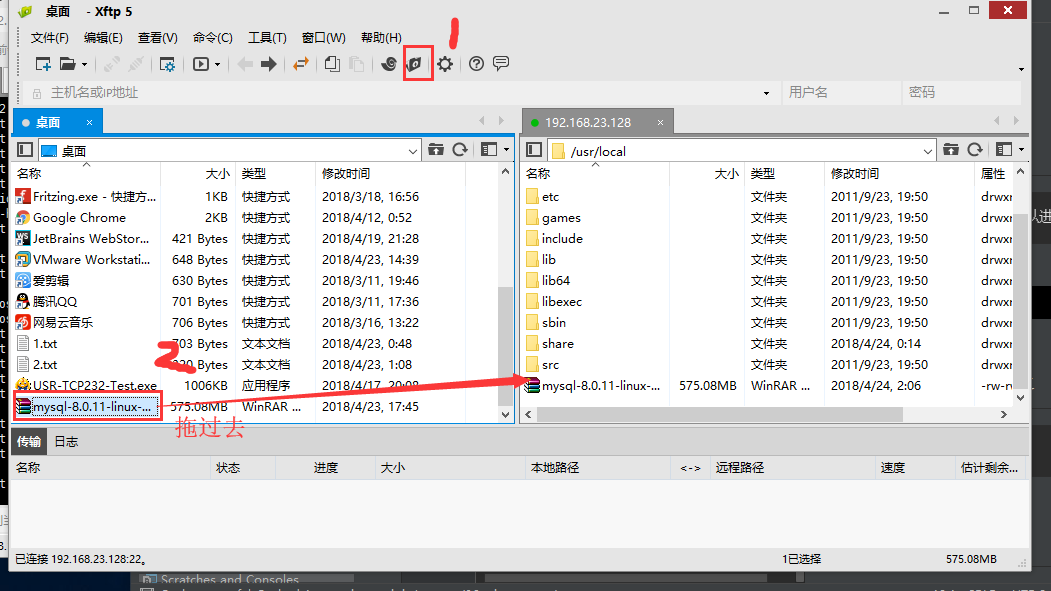 桌面 - Xftp 5
1
文件(F) 编辑(E) 查看(V) 命令(C) 工具(T) 窗口(W) 帮助(H)
主机名或IP地址 用户名 密码
桌面 ×
192.168.23.128 ×
桌面
名称 大小 类型 修改时间
Fritzing.exe - 快捷方... 1KB 快捷方式 2018/3/18, 16:56
Google Chrome 2KB 快捷方式 2018/4/12, 0:52
JetBrains WebStor... 421 Bytes 快捷方式 2018/4/19, 21:28
VMware Workstati... 648 Bytes 快捷方式 2018/4/23, 14:39
爱剪辑 630 Bytes 快捷方式 2018/3/11, 19:46
腾讯QQ 701 Bytes 快捷方式 2018/3/11, 17:36
网易云音乐 706 Bytes 快捷方式 2018/3/16, 13:22
1.txt 703 Bytes 文本文档 2018/4/23, 0:48
2.txt Bytes 文本文档 2018/4/23, 1:08
2
USR-TCP232-Test.exe 1006KB 应用程序 2018/4/17, 20:08
mysql-8.0.11-linux-... 575.08MB WinRAR ... 2018/4/23, 17:45
拖过去
/usr/local
名称 大小 类型 修改时间 属性
etc 文件夹 2011/9/23, 19:50 drwxr
games 文件夹 2011/9/23, 19:50 drwxr
include 文件夹 2011/9/23, 19:50 drwxr
lib 文件夹 2011/9/23, 19:50 drwxr
lib64 文件夹 2011/9/23, 19:50 drwxr
libexec 文件夹 2011/9/23, 19:50 drwxr
sbin 文件夹 2011/9/23, 19:50 drwxr
share 文件夹 2018/4/24, 0:14 drwxr
src 文件夹 2011/9/23, 19:50 drwxr
mysql-8.0.11-linux-... 575.08MB WinRAR ... 2018/4/24, 2:06 -rw-r
传输 日志
名称 状态 进度 大小 本地路径 <-> 远程路径 速度 估计剩余...
已连接 192.168.23.128:22。 1已选择 575.08MB
Scratches and Consoles